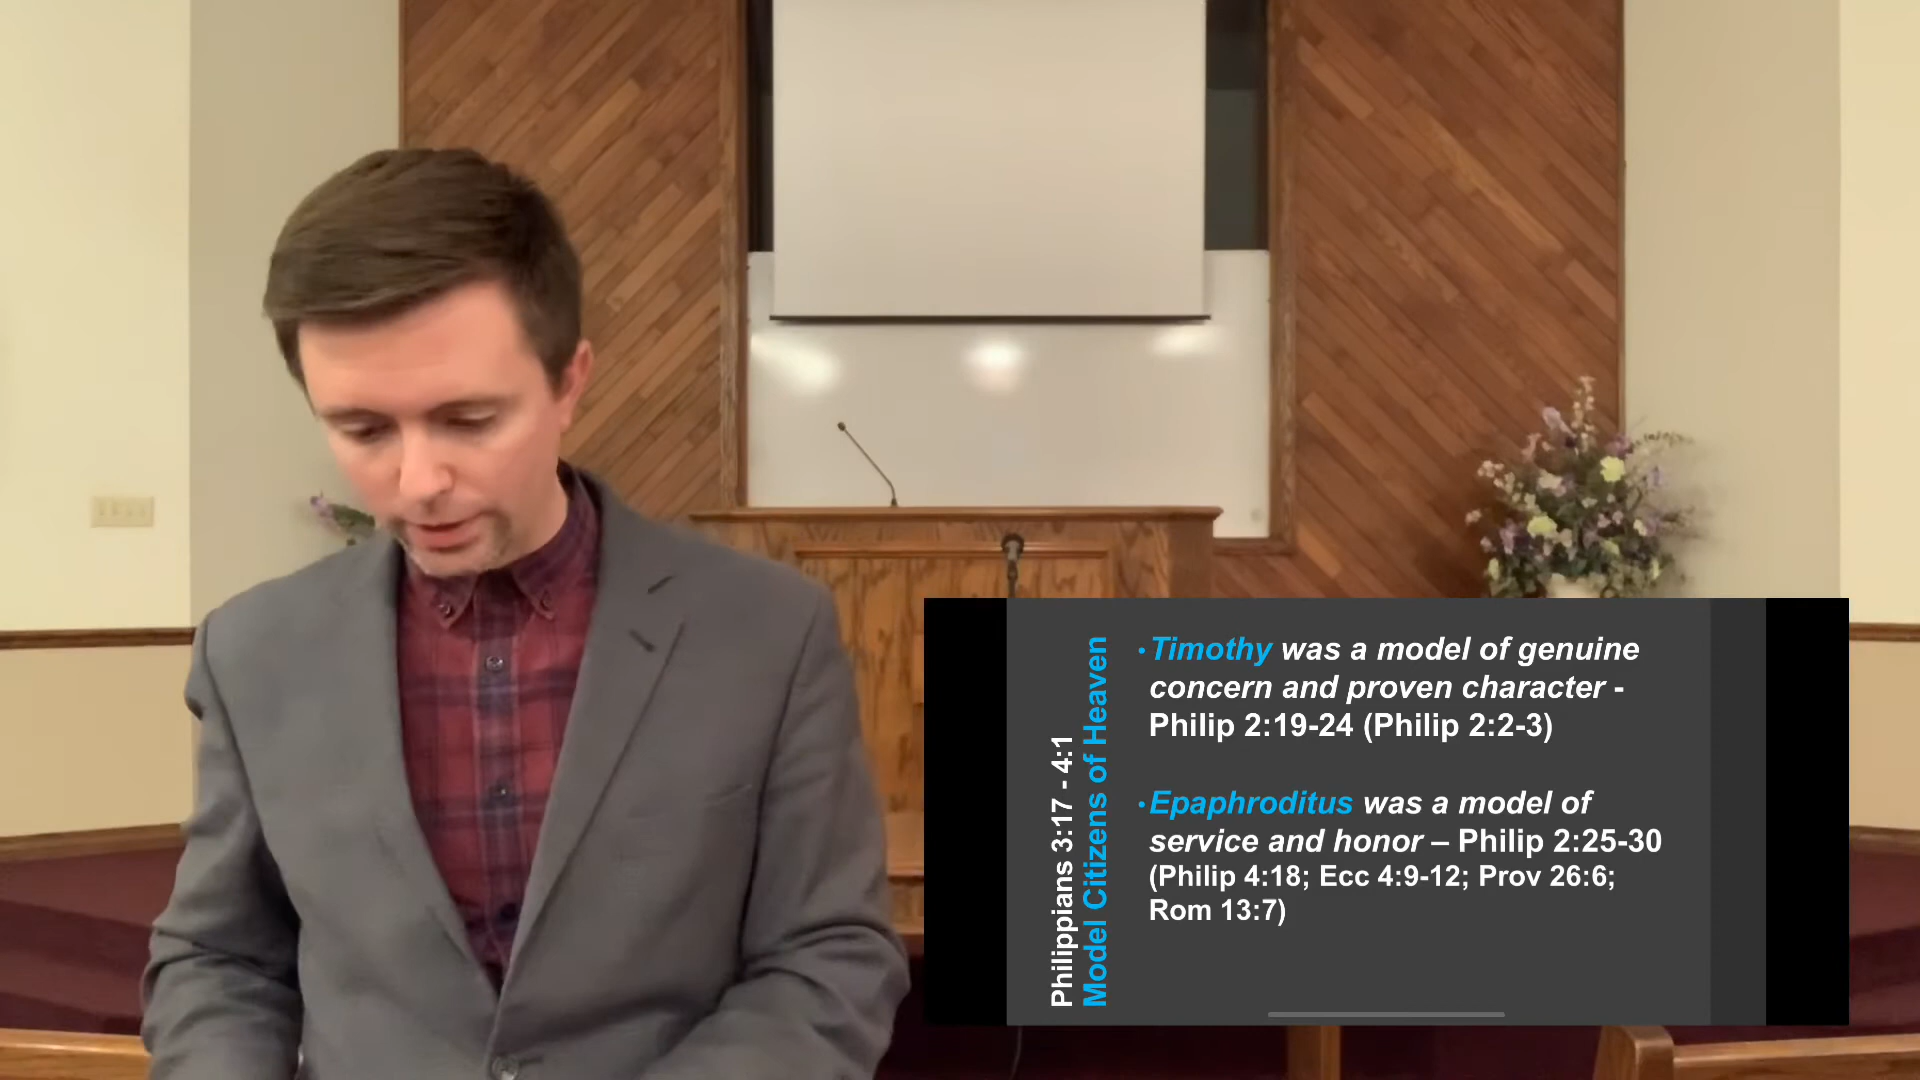 Philippians 3:17 - 4:1
Model Citizens of Heaven
•Timothy was a model of genuine
concern and proven character -
Philip 2:19-24 (Philip 2:2-3)
•Epaphroditus was a model of
service and honor – Philip 2:25-30
(Philip 4:18; Ecc 4:9-12; Prov 26:6;
Rom 13:7)